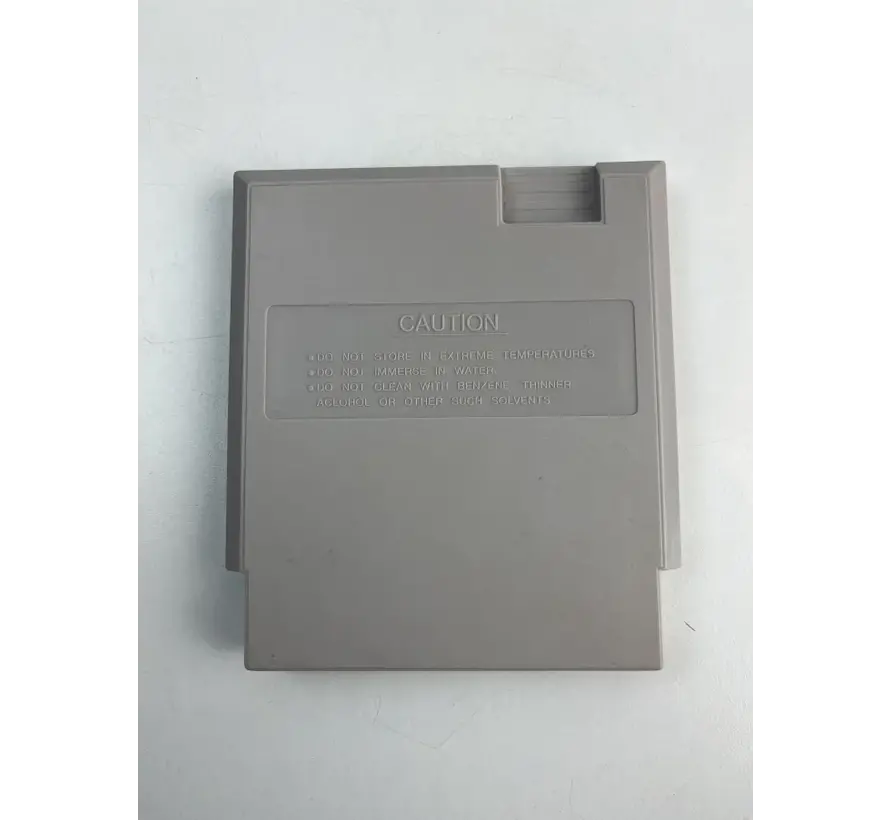 CAUTION
●DO NOT STORE IN EXTREME TEMPERATURES
●DO NOT IMMERSE IN WATER
●DO NOT CLEAN WITH BENZENE THINNER
ACLOHOL OR OTHER SUCH SOLVENTS